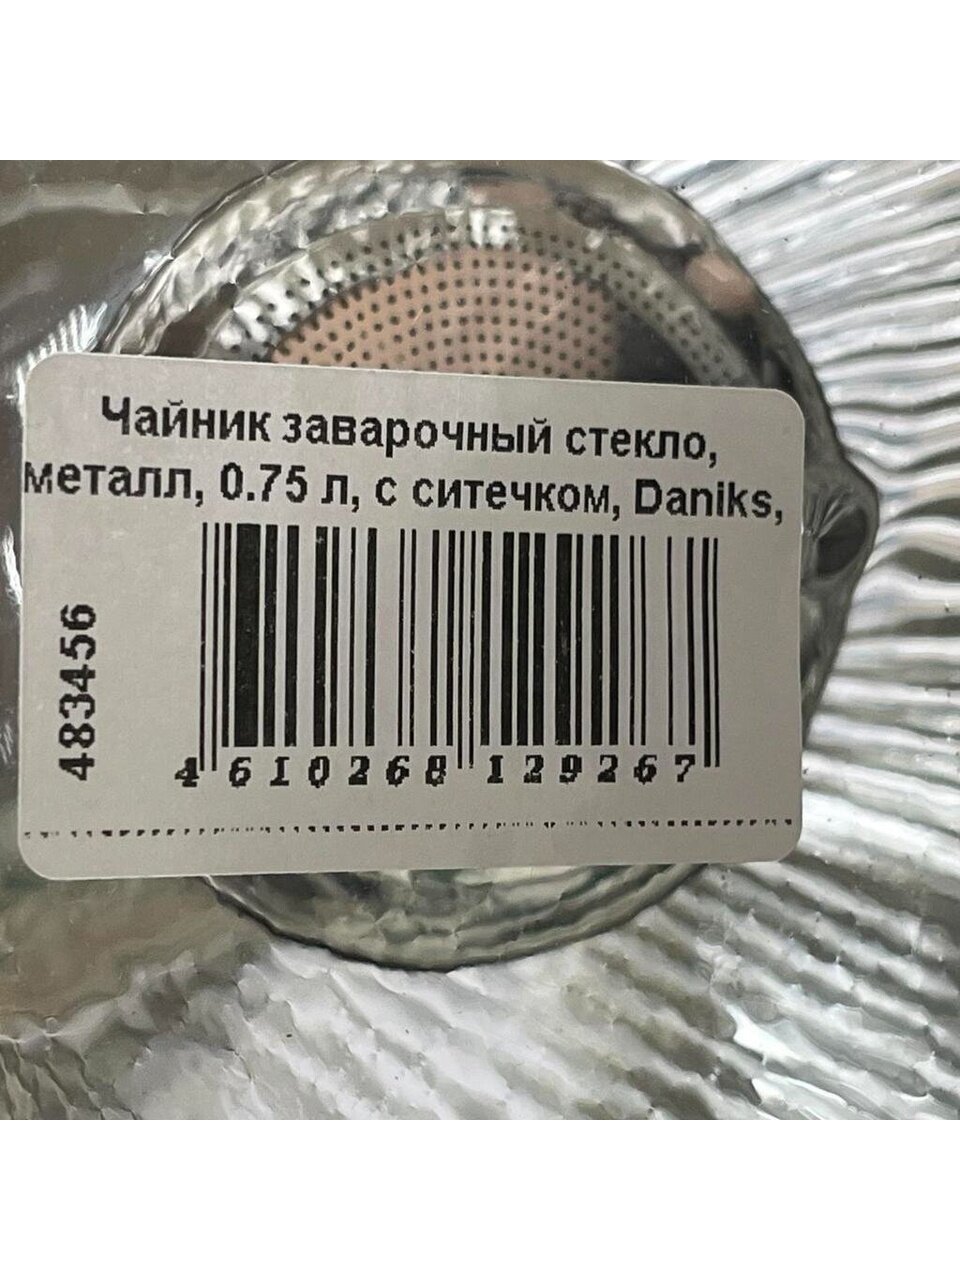 Чайник заварочный стекло,
металл, 0.75 л, с ситечком, Daniks,
483456
4 610268 129267